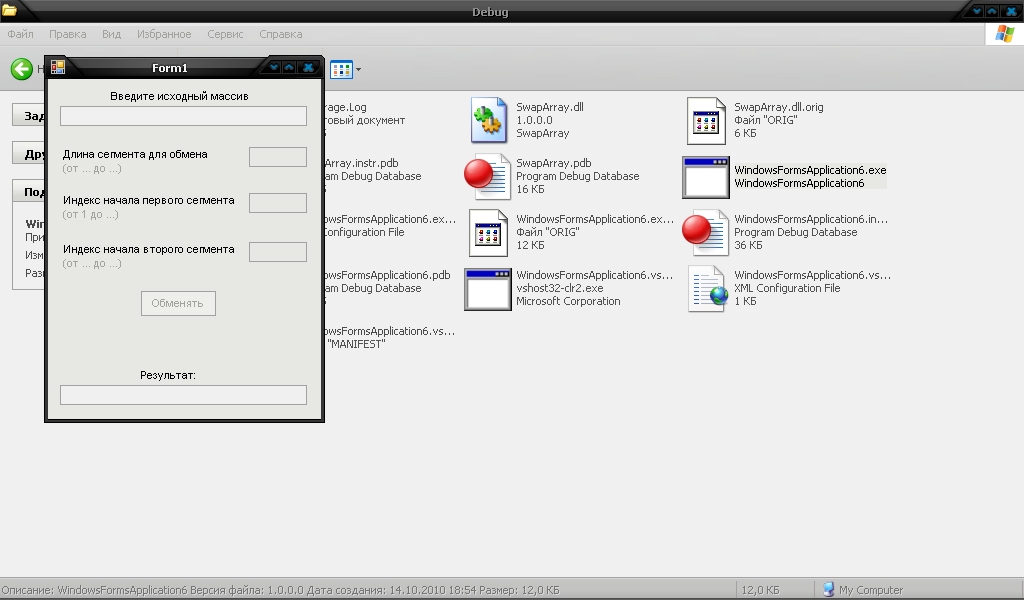 Debug
Файл Правка Вид Избранное Сервис Справка
Form1
Введите исходный массив
Длина сегмента для обмена
(от ... до ...)
Индекс начала первого сегмента
(от 1 до ...)
Индекс начала второго сегмента
(от ... до ...)
Обменять
Результат:
Зад
Дру
Под
Win
При
Изм
Раз
rage.Log
товый документ
SwapArray.dll
1.0.0.0
SwapArray
SwapArray.dll.orig
Файл "ORIG"
6 КБ
Array.instr.pdb
am Debug Database
SwapArray.pdb
Program Debug Database
16 КБ
WindowsFormsApplication6.exe
WindowsFormsApplication6
owsFormsApplication6.ex...
Configuration File
WindowsFormsApplication6.ex...
Файл "ORIG"
12 КБ
WindowsFormsApplication6.in...
Program Debug Database
36 КБ
owsFormsApplication6.pdb
am Debug Database
WindowsFormsApplication6.vs...
vshost32-clr2.exe
Microsoft Corporation
WindowsFormsApplication6.vs...
XML Configuration File
1 КБ
owsFormsApplication6.vs...
"MANIFEST"
Описание: WindowsFormsApplication6 Версия файла: 1.0.0.0 Дата создания: 14.10.2010 18:54 Размер: 12,0 КБ
12,0 КБ
My Computer